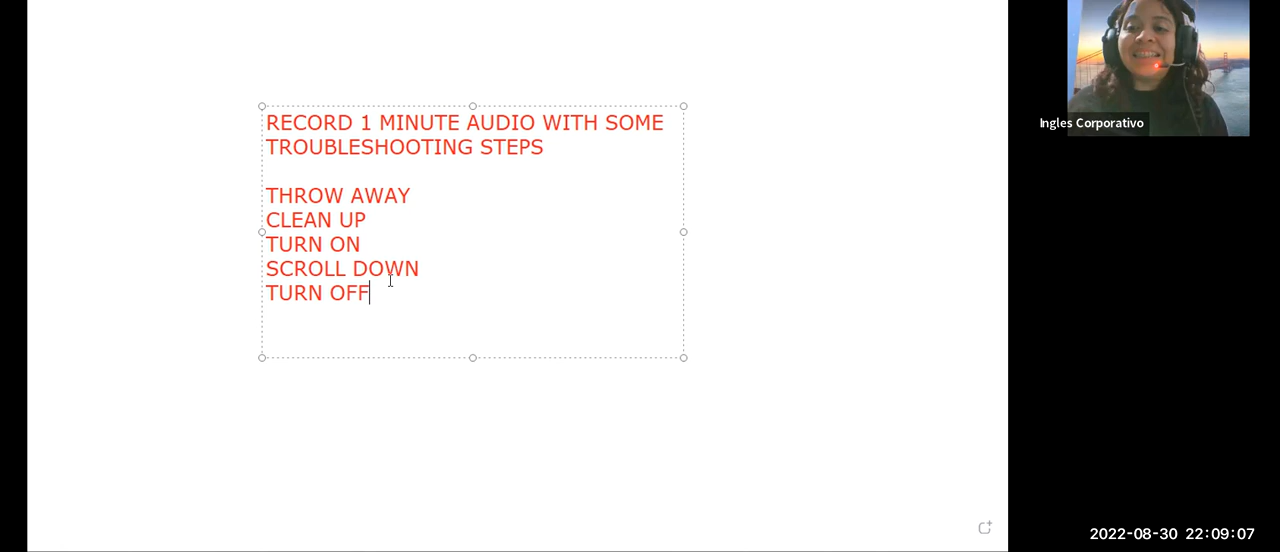 RECORD 1 MINUTE AUDIO WITH SOME
TROUBLESHOOTING STEPS
THROW AWAY
CLEAN UP
TURN ON
SCROLL DOWN
TURN OFF
Ingles Corporativo
2022-08-30 22:09:07